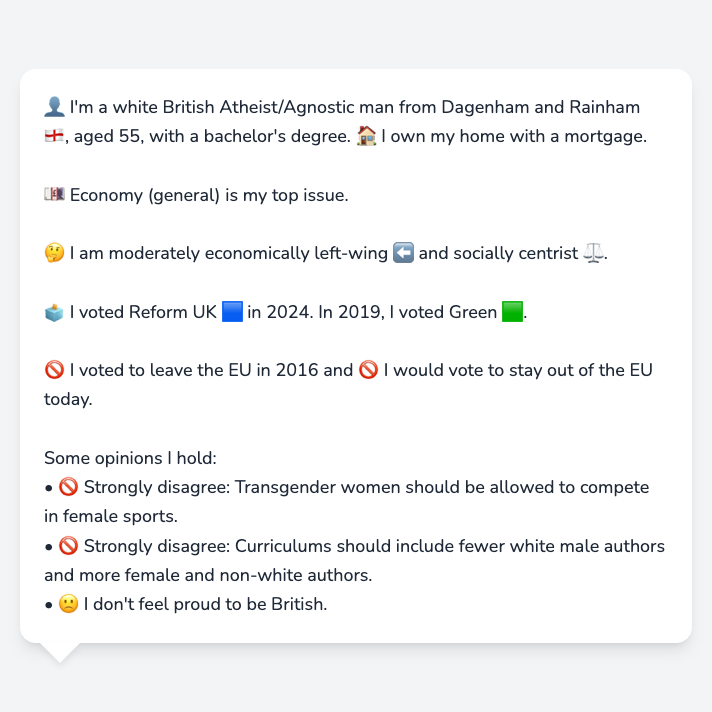 👤 I'm a white British Atheist/Agnostic man from Dagenham and Rainham
🏴󠁧󠁢󠁥󠁮󠁧󠁿, aged 55, with a bachelor's degree. 🏠 I own my home with a mortgage.
💷 Economy (general) is my top issue.
🤔 I am moderately economically left-wing ⬅️ and socially centrist ⚖️.
🗳️ I voted Reform UK 🟦 in 2024. In 2019, I voted Green 🟩.
🚫 I voted to leave the EU in 2016 and 🚫 I would vote to stay out of the EU
today.
Some opinions I hold:
• 🚫 Strongly disagree: Transgender women should be allowed to compete
in female sports.
• 🚫 Strongly disagree: Curriculums should include fewer white male authors
and more female and non-white authors.
• 🙁 I don't feel proud to be British.